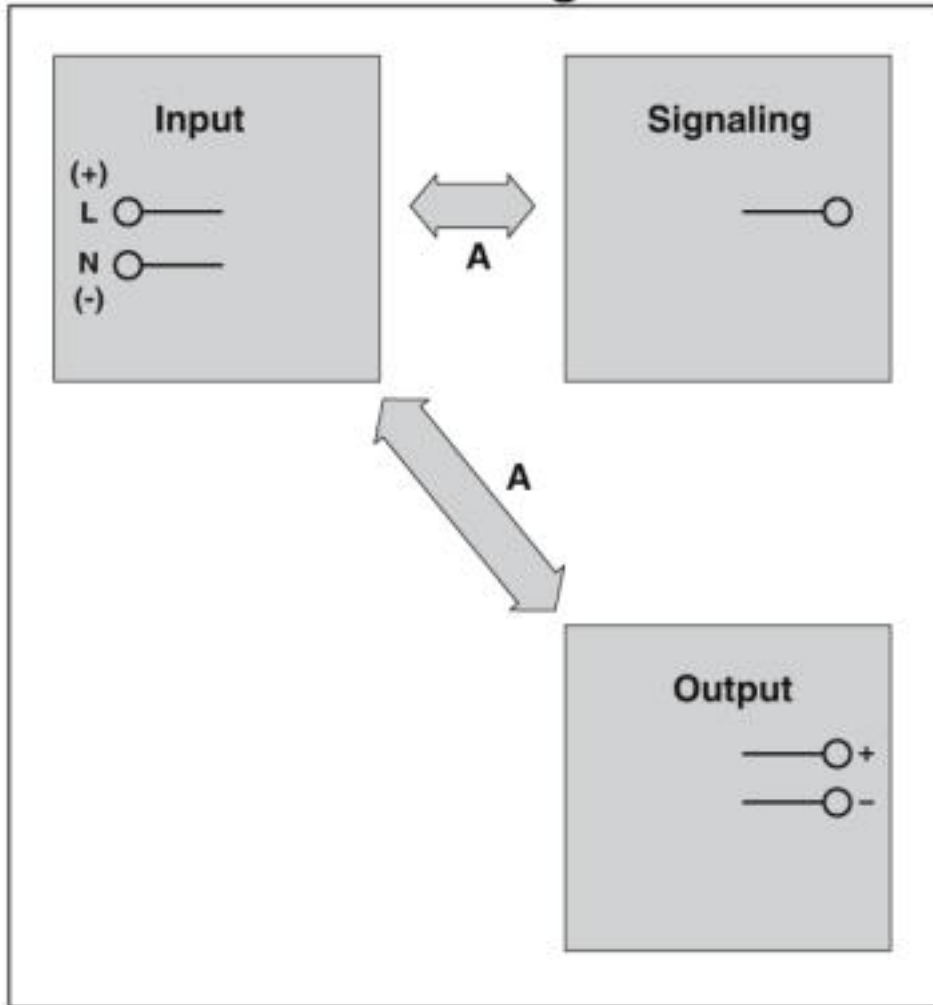 Input
(+)
L
N
(-)
A
Signaling
A
Output
+
−